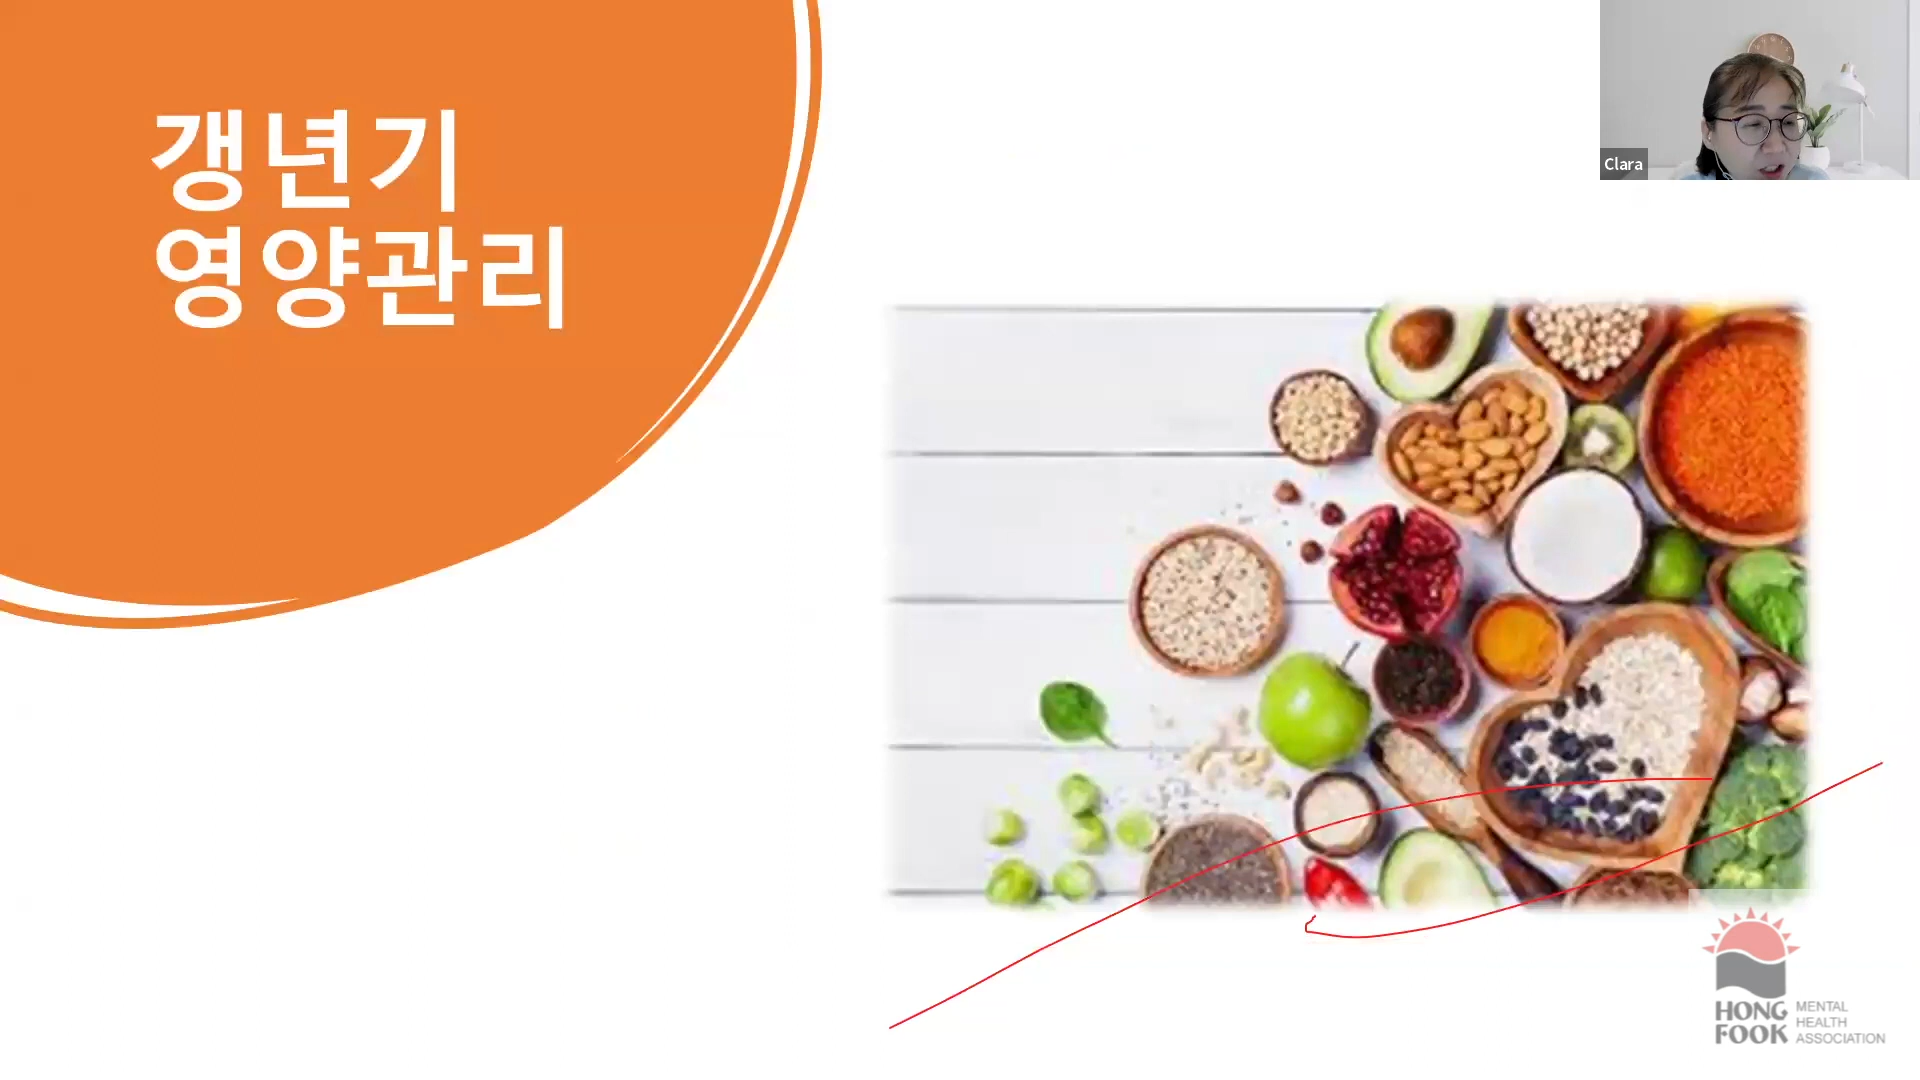 갱년기
영양관리
Clara
HONG
FOOK
MENTAL
HEALTH
ASSOCIATION